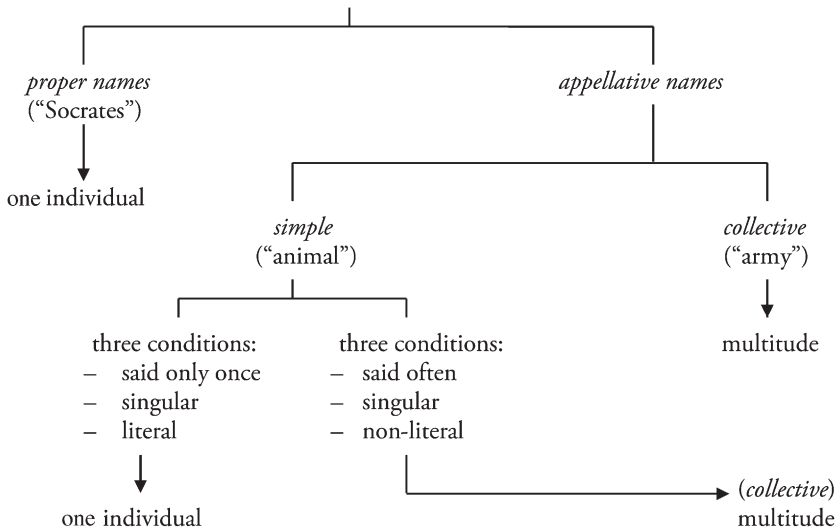 proper names
(“Socrates”)
one individual
appellative names
simple
(“animal”)
collective
(“army”)
multitude
three conditions:
– said only once
– singular
– literal
one individual
three conditions:
– said often
– singular
– non-literal
(collective)
multitude